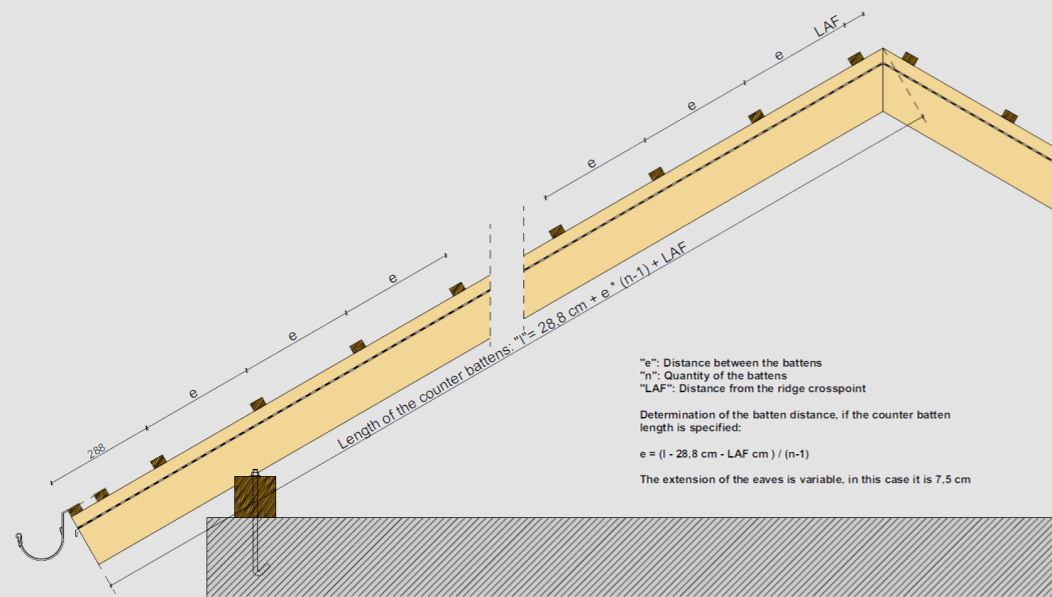 LAF
e
e
e
e
e
e
288
Length of the counter battens: "l"= 28,8 cm + e * (n-1) + LAF
"e": Distance between the battens
"n": Quantity of the battens
"LAF": Distance from the ridge crosspoint
Determination of the batten distance, if the counter batten
length is specified:
e = (l - 28,8 cm - LAF cm ) / (n-1)
The extension of the eaves is variable, in this case it is 7,5 cm